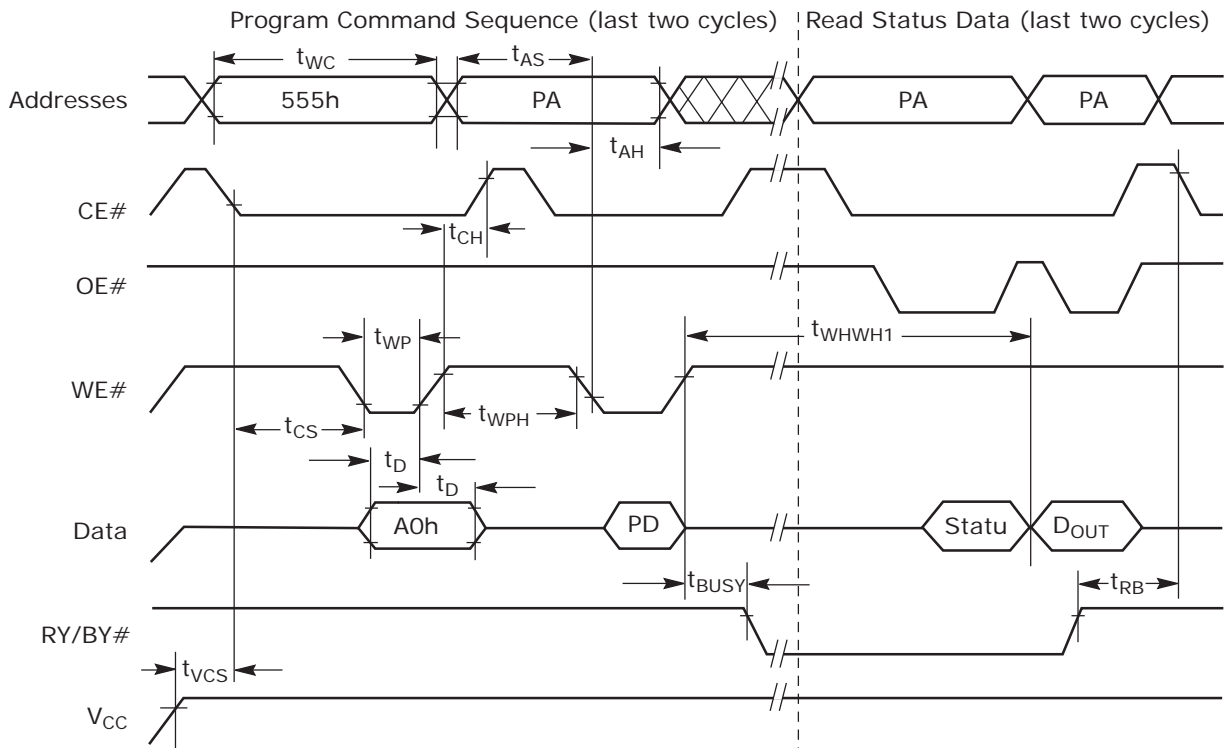 Program Command Sequence (last two cycles) Read Status Data (last two cycles)
tWC tAS
Addresses 555h PA PA PA
tAH
CE#
tCH
OE#
tWP tWHWH1
WE#
tWPH
tCS
tD
tD
Data A0h PD Statu DOUT
tBUSY tRB
RY/BY#
tVCS
VCC